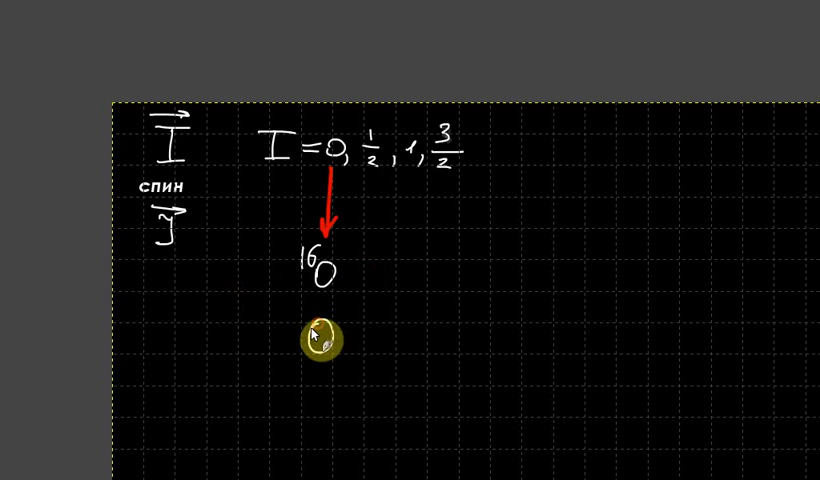 I I = 0, 1/2, 1, 3/2
спин
J
¹⁶O